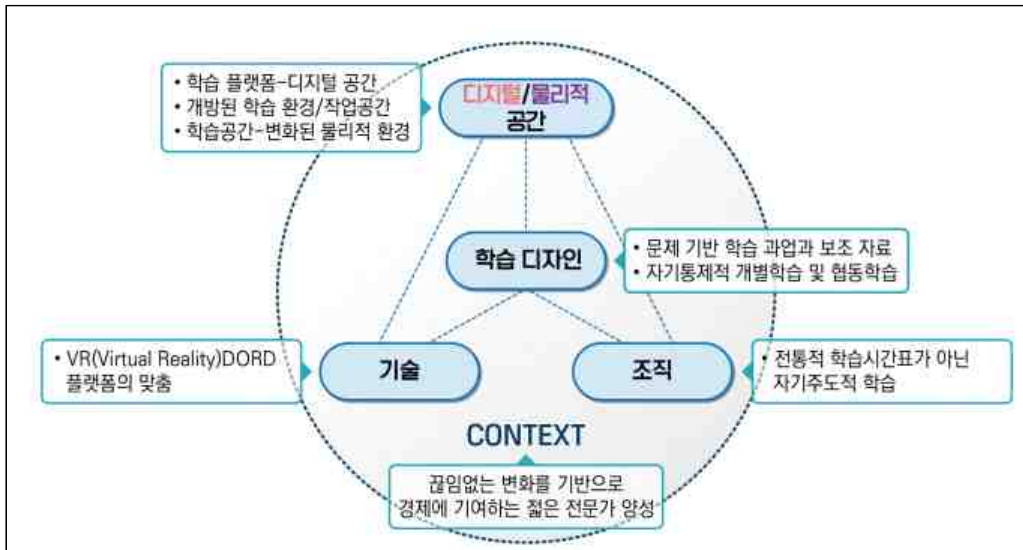 • 학습 플랫폼-디지털 공간
• 개방된 학습 환경/작업공간
• 학습공간-변화된 물리적 환경
디지털/물리적
공간
학습 디자인
• 문제 기반 학습 과업과 보조 자료
• 자기통제적 개별학습 및 협동학습
• VR(Virtual Reality)DORD
플랫폼의 맞춤
기술
조직
• 전통적 학습시간표가 아닌
자기주도적 학습
CONTEXT
끊임없는 변화를 기반으로
경제에 기여하는 젊은 전문가 양성